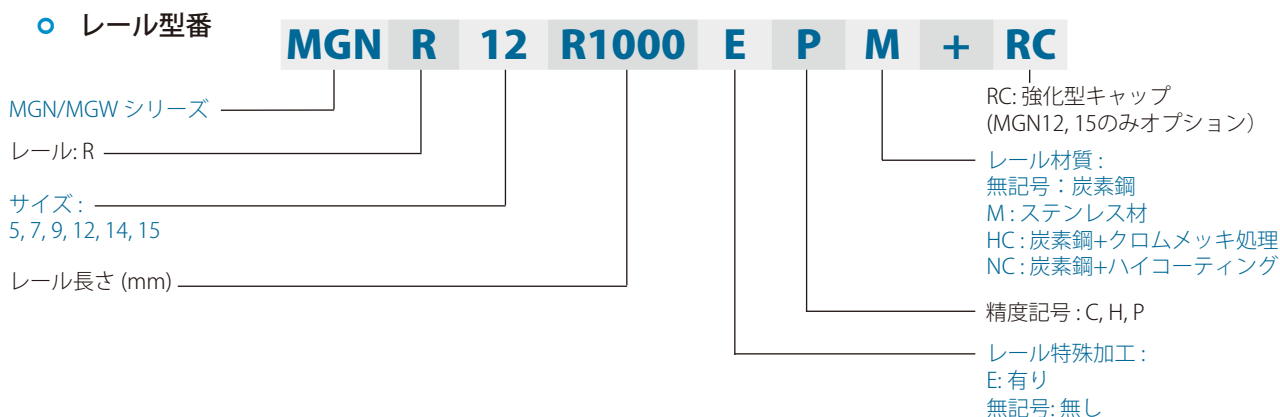 レール型番
MGN R 12 R1000 E P M + RC
MGN/MGW シリーズ
レール: R
サイズ :
5, 7, 9, 12, 14, 15
レール長さ (mm)
RC: 強化型キャップ
(MGN12, 15のみオプション）
レール材質 :
無記号：炭素鋼
M : ステンレス材
HC : 炭素鋼+クロムメッキ処理
NC : 炭素鋼+ハイコーティング
精度記号 : C, H, P
レール特殊加工 :
E: 有り
無記号: 無し